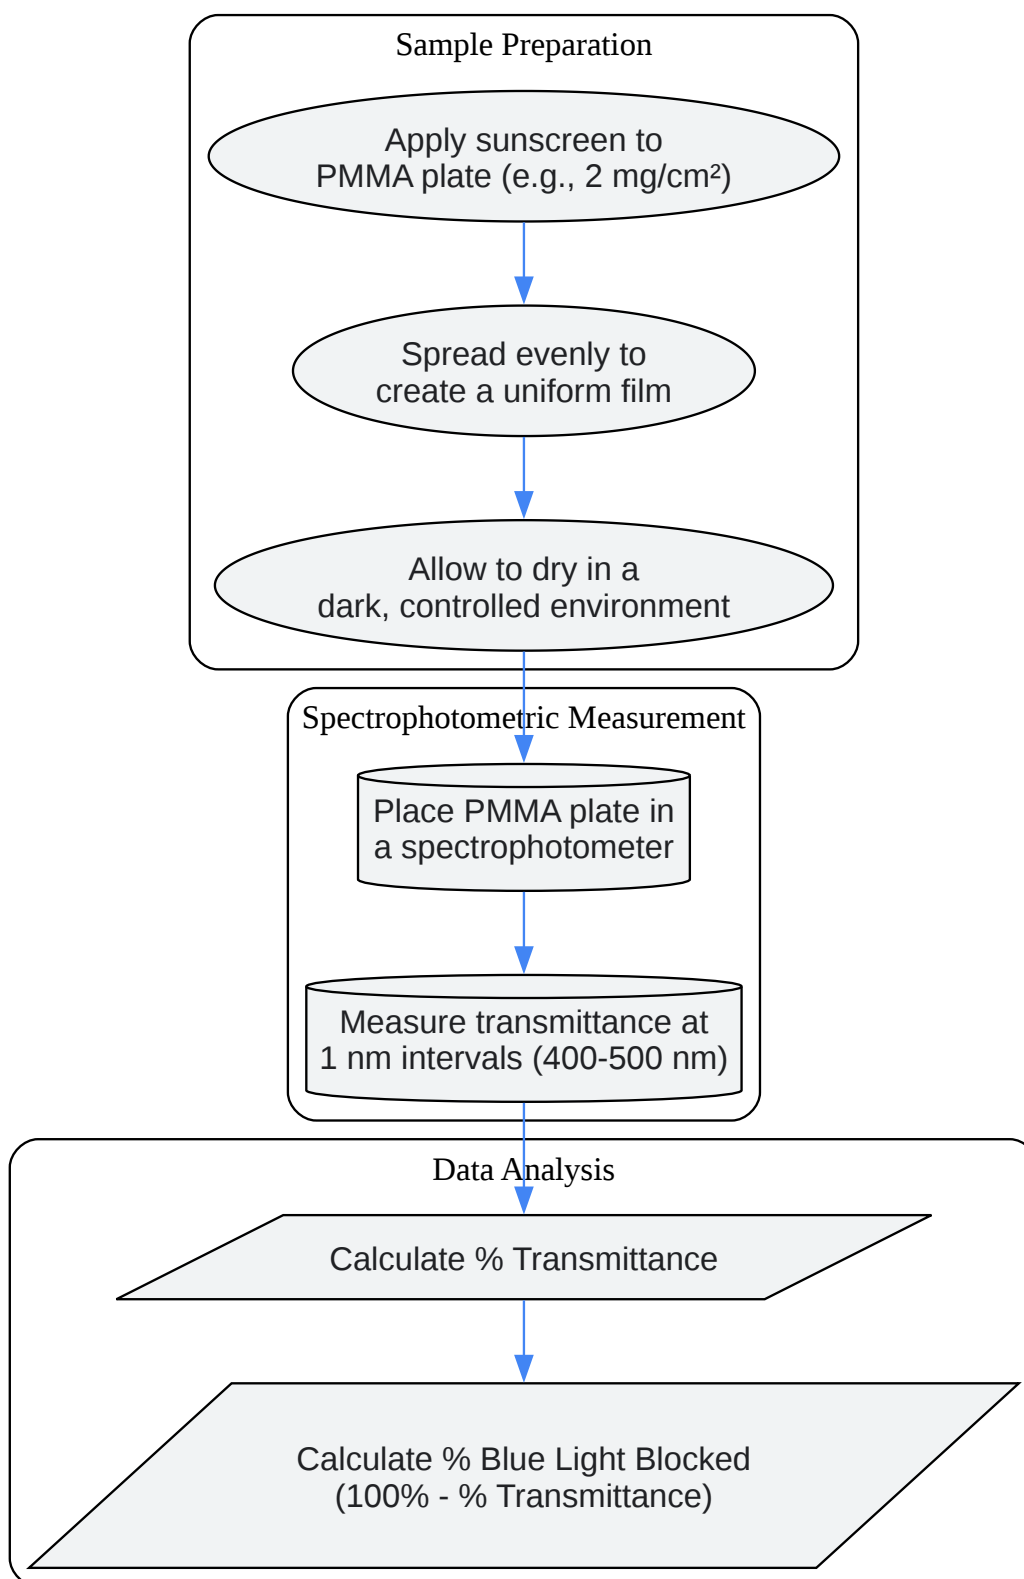 Sample Preparation
Apply sunscreen to
PMMA plate (e.g., 2 mg/cm²)
Spread evenly to
create a uniform film
Allow to dry in a
dark, controlled environment
Spectrophotometric Measurement
Place PMMA plate in
a spectrophotometer
Measure transmittance at
1 nm intervals (400-500 nm)
Data Analysis
Calculate % Transmittance
Calculate % Blue Light Blocked
(100% - % Transmittance)